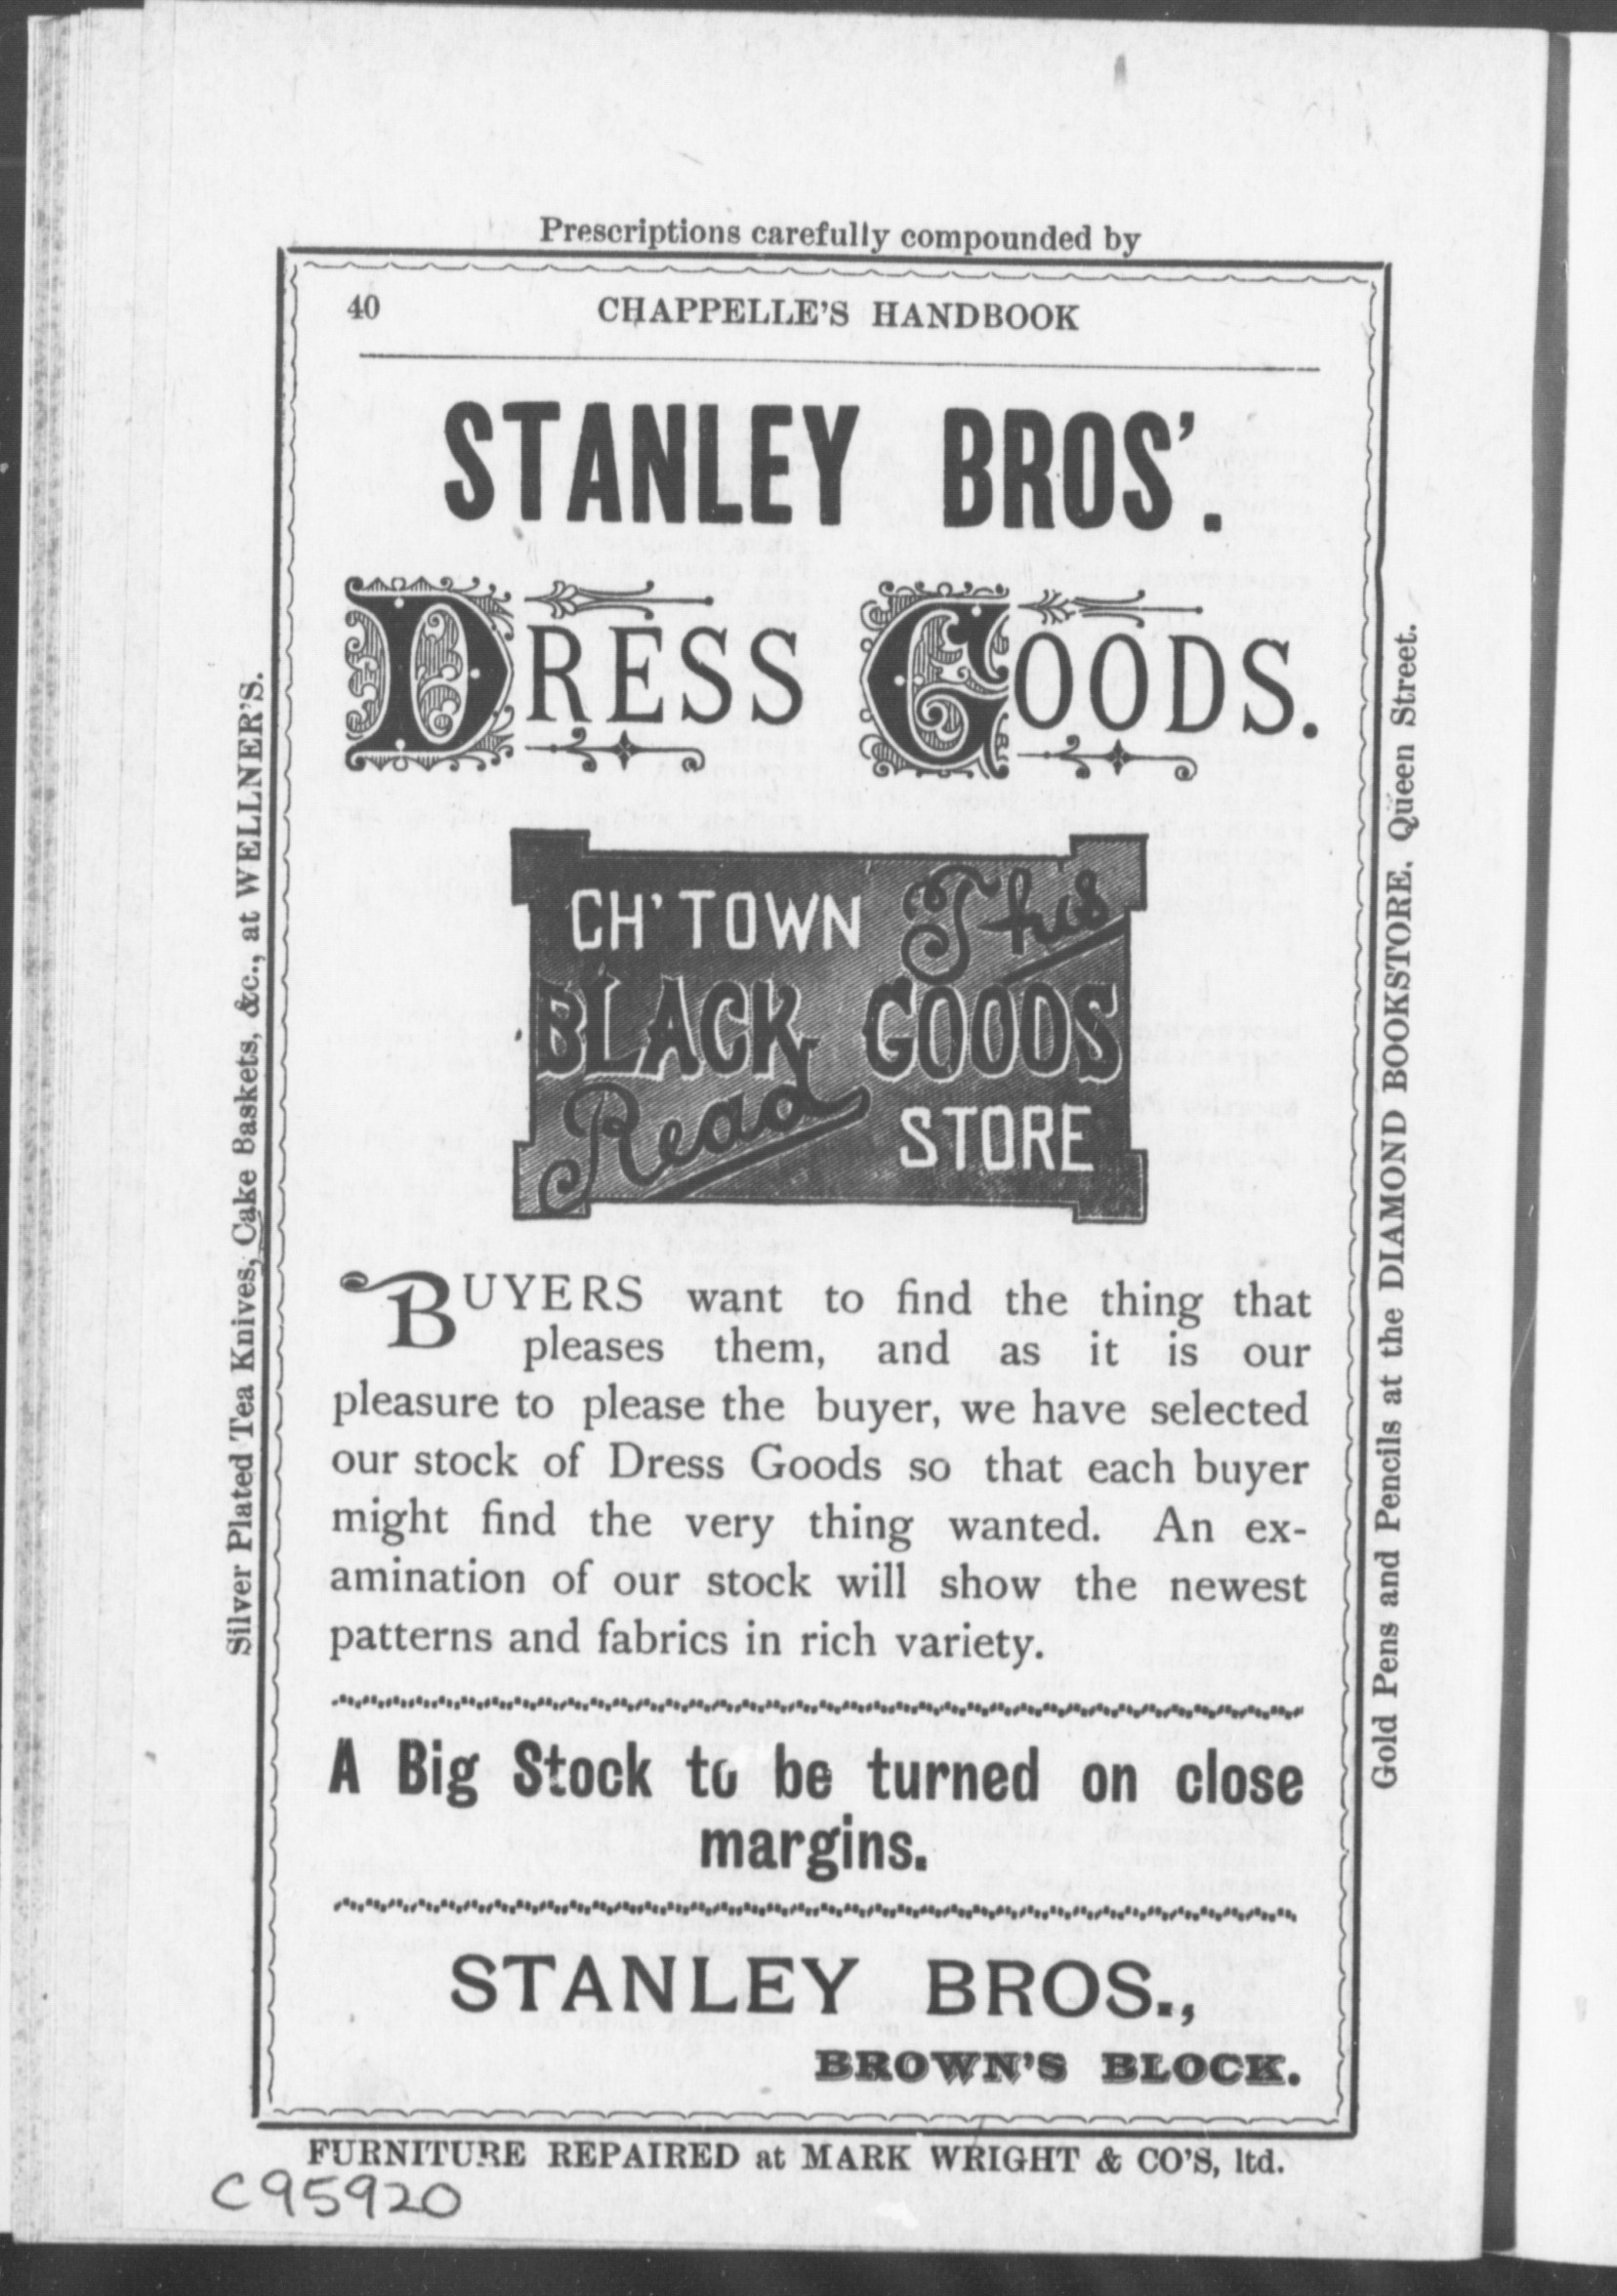 Prescriptions carefully compounded by
40 CHAPPELLE'S HANDBOOK
STANLEY BROS'.
DRESS GOODS.
CH' TOWN This
BLACK GOODS
Read STORE
BUYERS want to find the thing that
pleases them, and as it is our
pleasure to please the buyer, we have selected
our stock of Dress Goods so that each buyer
might find the very thing wanted. An ex-
amination of our stock will show the newest
patterns and fabrics in rich variety.
A Big Stock to be turned on close
margins.
STANLEY BROS.,
BROWN'S BLOCK.
FURNITURE REPAIRED at MARK WRIGHT & CO'S, ltd.
C95920
Silver Plated Tea Knives, Cake Baskets, &c., at WELLNER'S.
Gold Pens and Pencils at the DIAMOND BOOKSTORE. Queen Street.